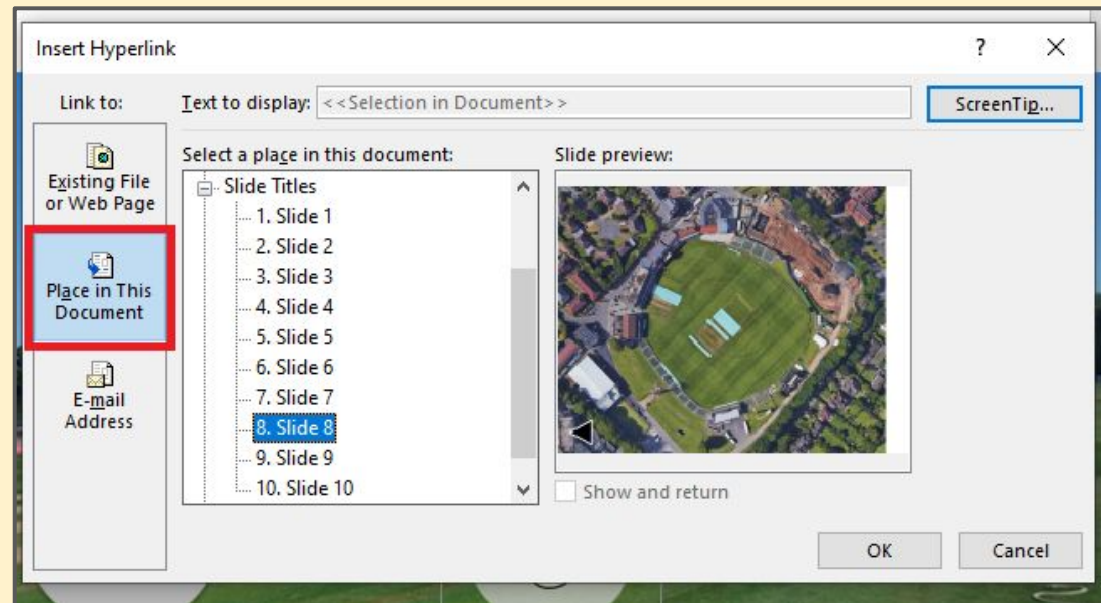 Insert Hyperlink
?
Link to:
Text to display:
<<Selection in Document>>
ScreenTip...
Existing File
or Web Page
Place in This
Document
E-mail
Address
Select a place in this document:
Slide Titles
1. Slide 1
2. Slide 2
3. Slide 3
4. Slide 4
5. Slide 5
6. Slide 6
7. Slide 7
8. Slide 8
9. Slide 9
10. Slide 10
Slide preview:
Show and return
OK
Cancel